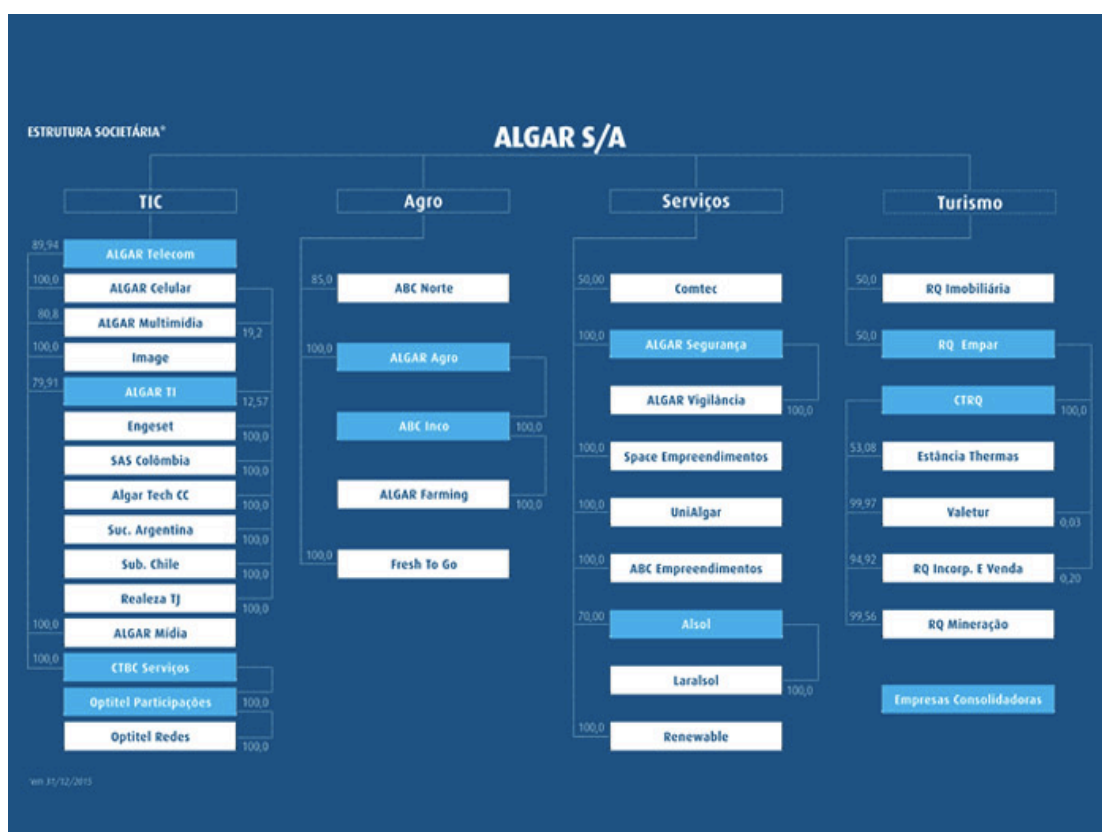 ESTRUTURA SOCIETÁRIA*
ALGAR S/A
TIC
89,94
ALGAR Telecom
100,0
ALGAR Celular
80,8
ALGAR Multimídia
19,2
100,0
Image
79,91
ALGAR TI
12,57
Engeset
100,0
SAS Colômbia
100,0
Algar Tech CC
100,0
Suc. Argentina
100,0
Sub. Chile
100,0
Realeza TJ
100,0
100,0
ALGAR Mídia
100,0
CTBC Serviços
Optitel Participações
100,0
Optitel Redes
100,0
Agro
85,0
ABC Norte
100,0
ALGAR Agro
ABC Inco
100,0
ALGAR Farming
100,0
100,0
Fresh To Go
Serviços
50,00
Comtec
100,0
ALGAR Segurança
ALGAR Vigilância
100,0
100,0
Space Empreendimentos
100,0
UniAlgar
100,0
ABC Empreendimentos
70,00
Alsol
Laralsol
100,0
100,0
Renewable
Turismo
50,0
RQ Imobiliária
50,0
RQ Empar
CTRQ
100,0
53,08
Estância Thermas
99,97
Valetur
0,03
94,92
RQ Incorp. E Venda
0,20
99,56
RQ Mineração
Empresas Consolidadoras
*em 31/12/2015